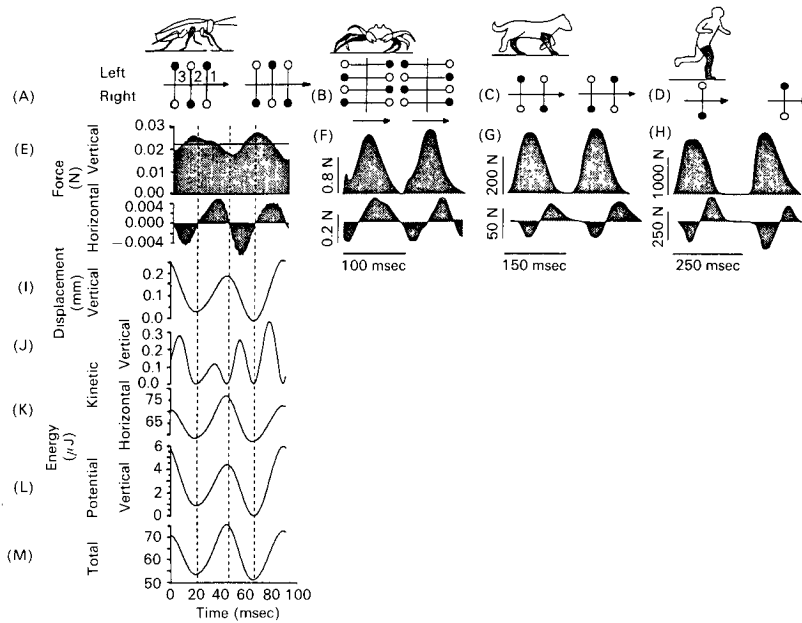 Left
Right
3 2 1
(A)
(B)
(C)
(D)
(E)
Force
(N)
Vertical
0.03
0.02
0.01
0.00
Horizontal
0.004
0.000
−0.004
(F)
0.8 N
0.2 N
100 msec
(G)
200 N
50 N
150 msec
(H)
1000 N
250 N
250 msec
(I)
Displacement
(mm)
Vertical
0.2
0.1
0.0
(J)
Kinetic
Vertical
0.3
0.2
0.1
0.0
(K)
Horizontal
75
65
Energy
(μJ)
(L)
Potential
Vertical
6
4
2
0
(M)
Total
70
60
50
0 20 40 60 80 100
Time (msec)